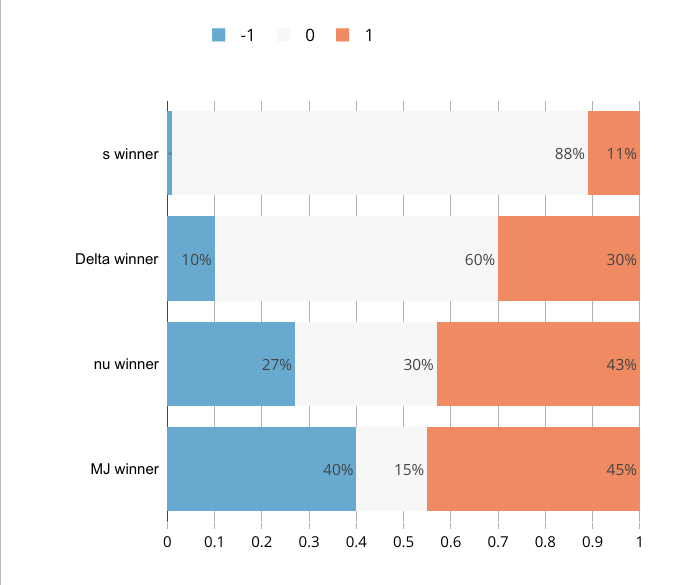 -1 0 1
s winner 88% 11%
Delta winner 10% 60% 30%
nu winner 27% 30% 43%
MJ winner 40% 15% 45%
0 0.1 0.2 0.3 0.4 0.5 0.6 0.7 0.8 0.9 1